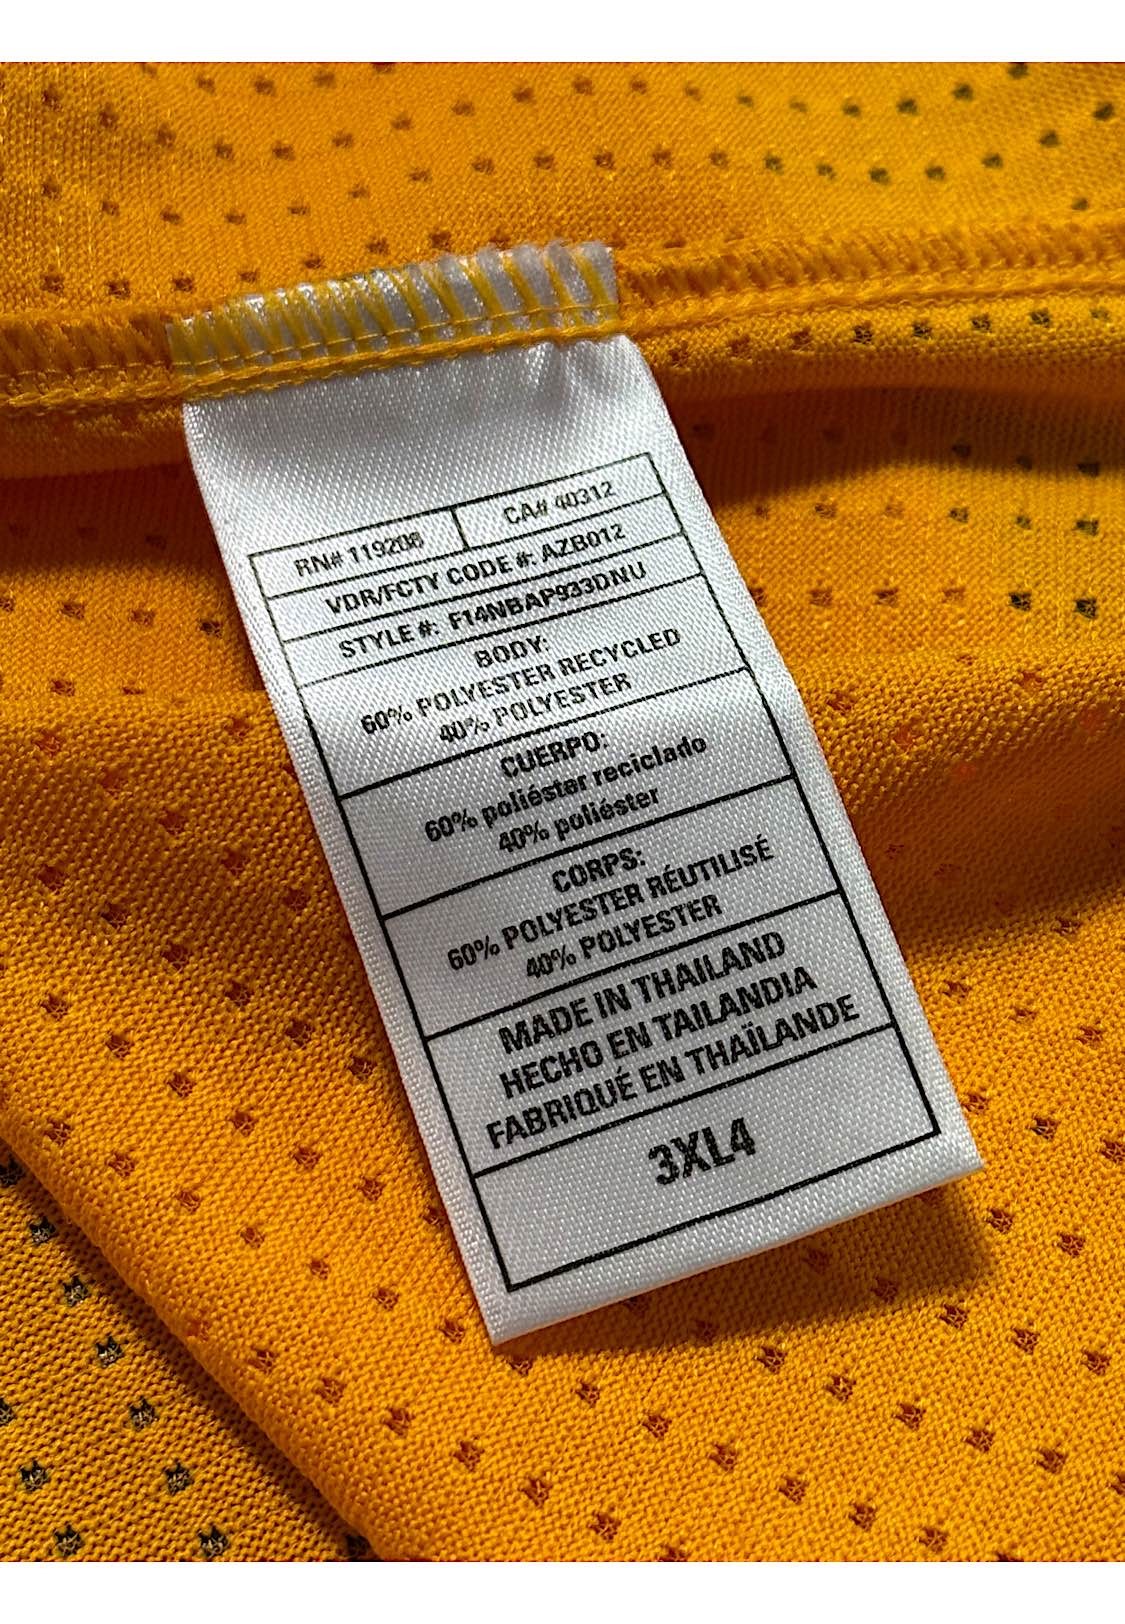 RN# 119208
CA# 40312
VDR/FCTY CODE #: AZB012
STYLE #: F14NBAP933DNU
BODY:
60% POLYESTER RECYCLED
40% POLYESTER
CUERPO:
60% poliéster reciclado
40% poliéster
CORPS:
60% POLYESTER RÉUTILISÉ
40% POLYESTER
MADE IN THAILAND
HECHO EN TAILANDIA
FABRIQUÉ EN THAÏLANDE
3XL4